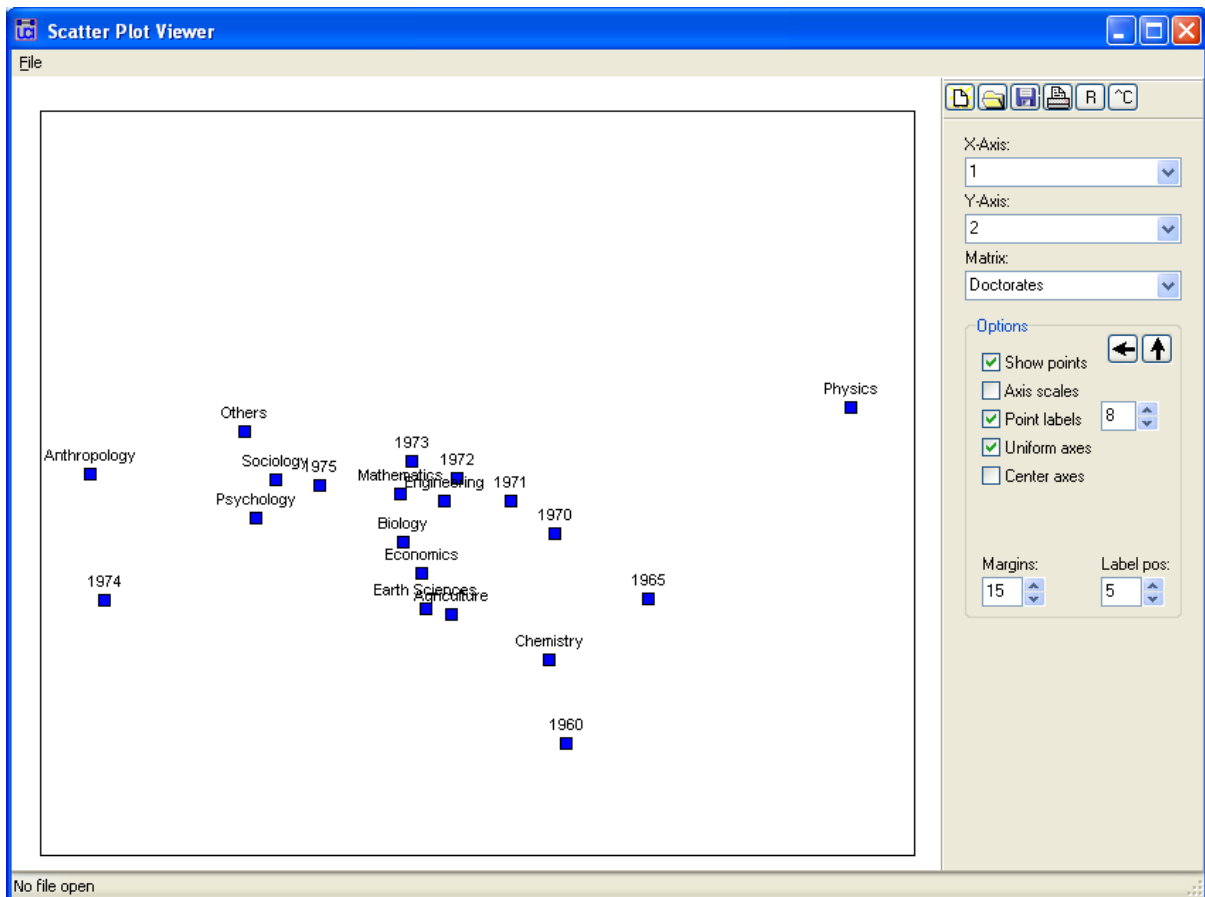 Scatter Plot Viewer
File
R ^C
X-Axis:
1
Y-Axis:
2
Matrix:
Doctorates
Options
Show points
Axis scales
Point labels 8
Uniform axes
Center axes
Margins: Label pos:
15 5
Physics
Others
1973
Anthropology Sociology 1975 1972
Mathematics Engineering 1971
Psychology
1970
Biology
Economics
1974 Earth Sciences Agriculture 1965
Chemistry
1960
No file open